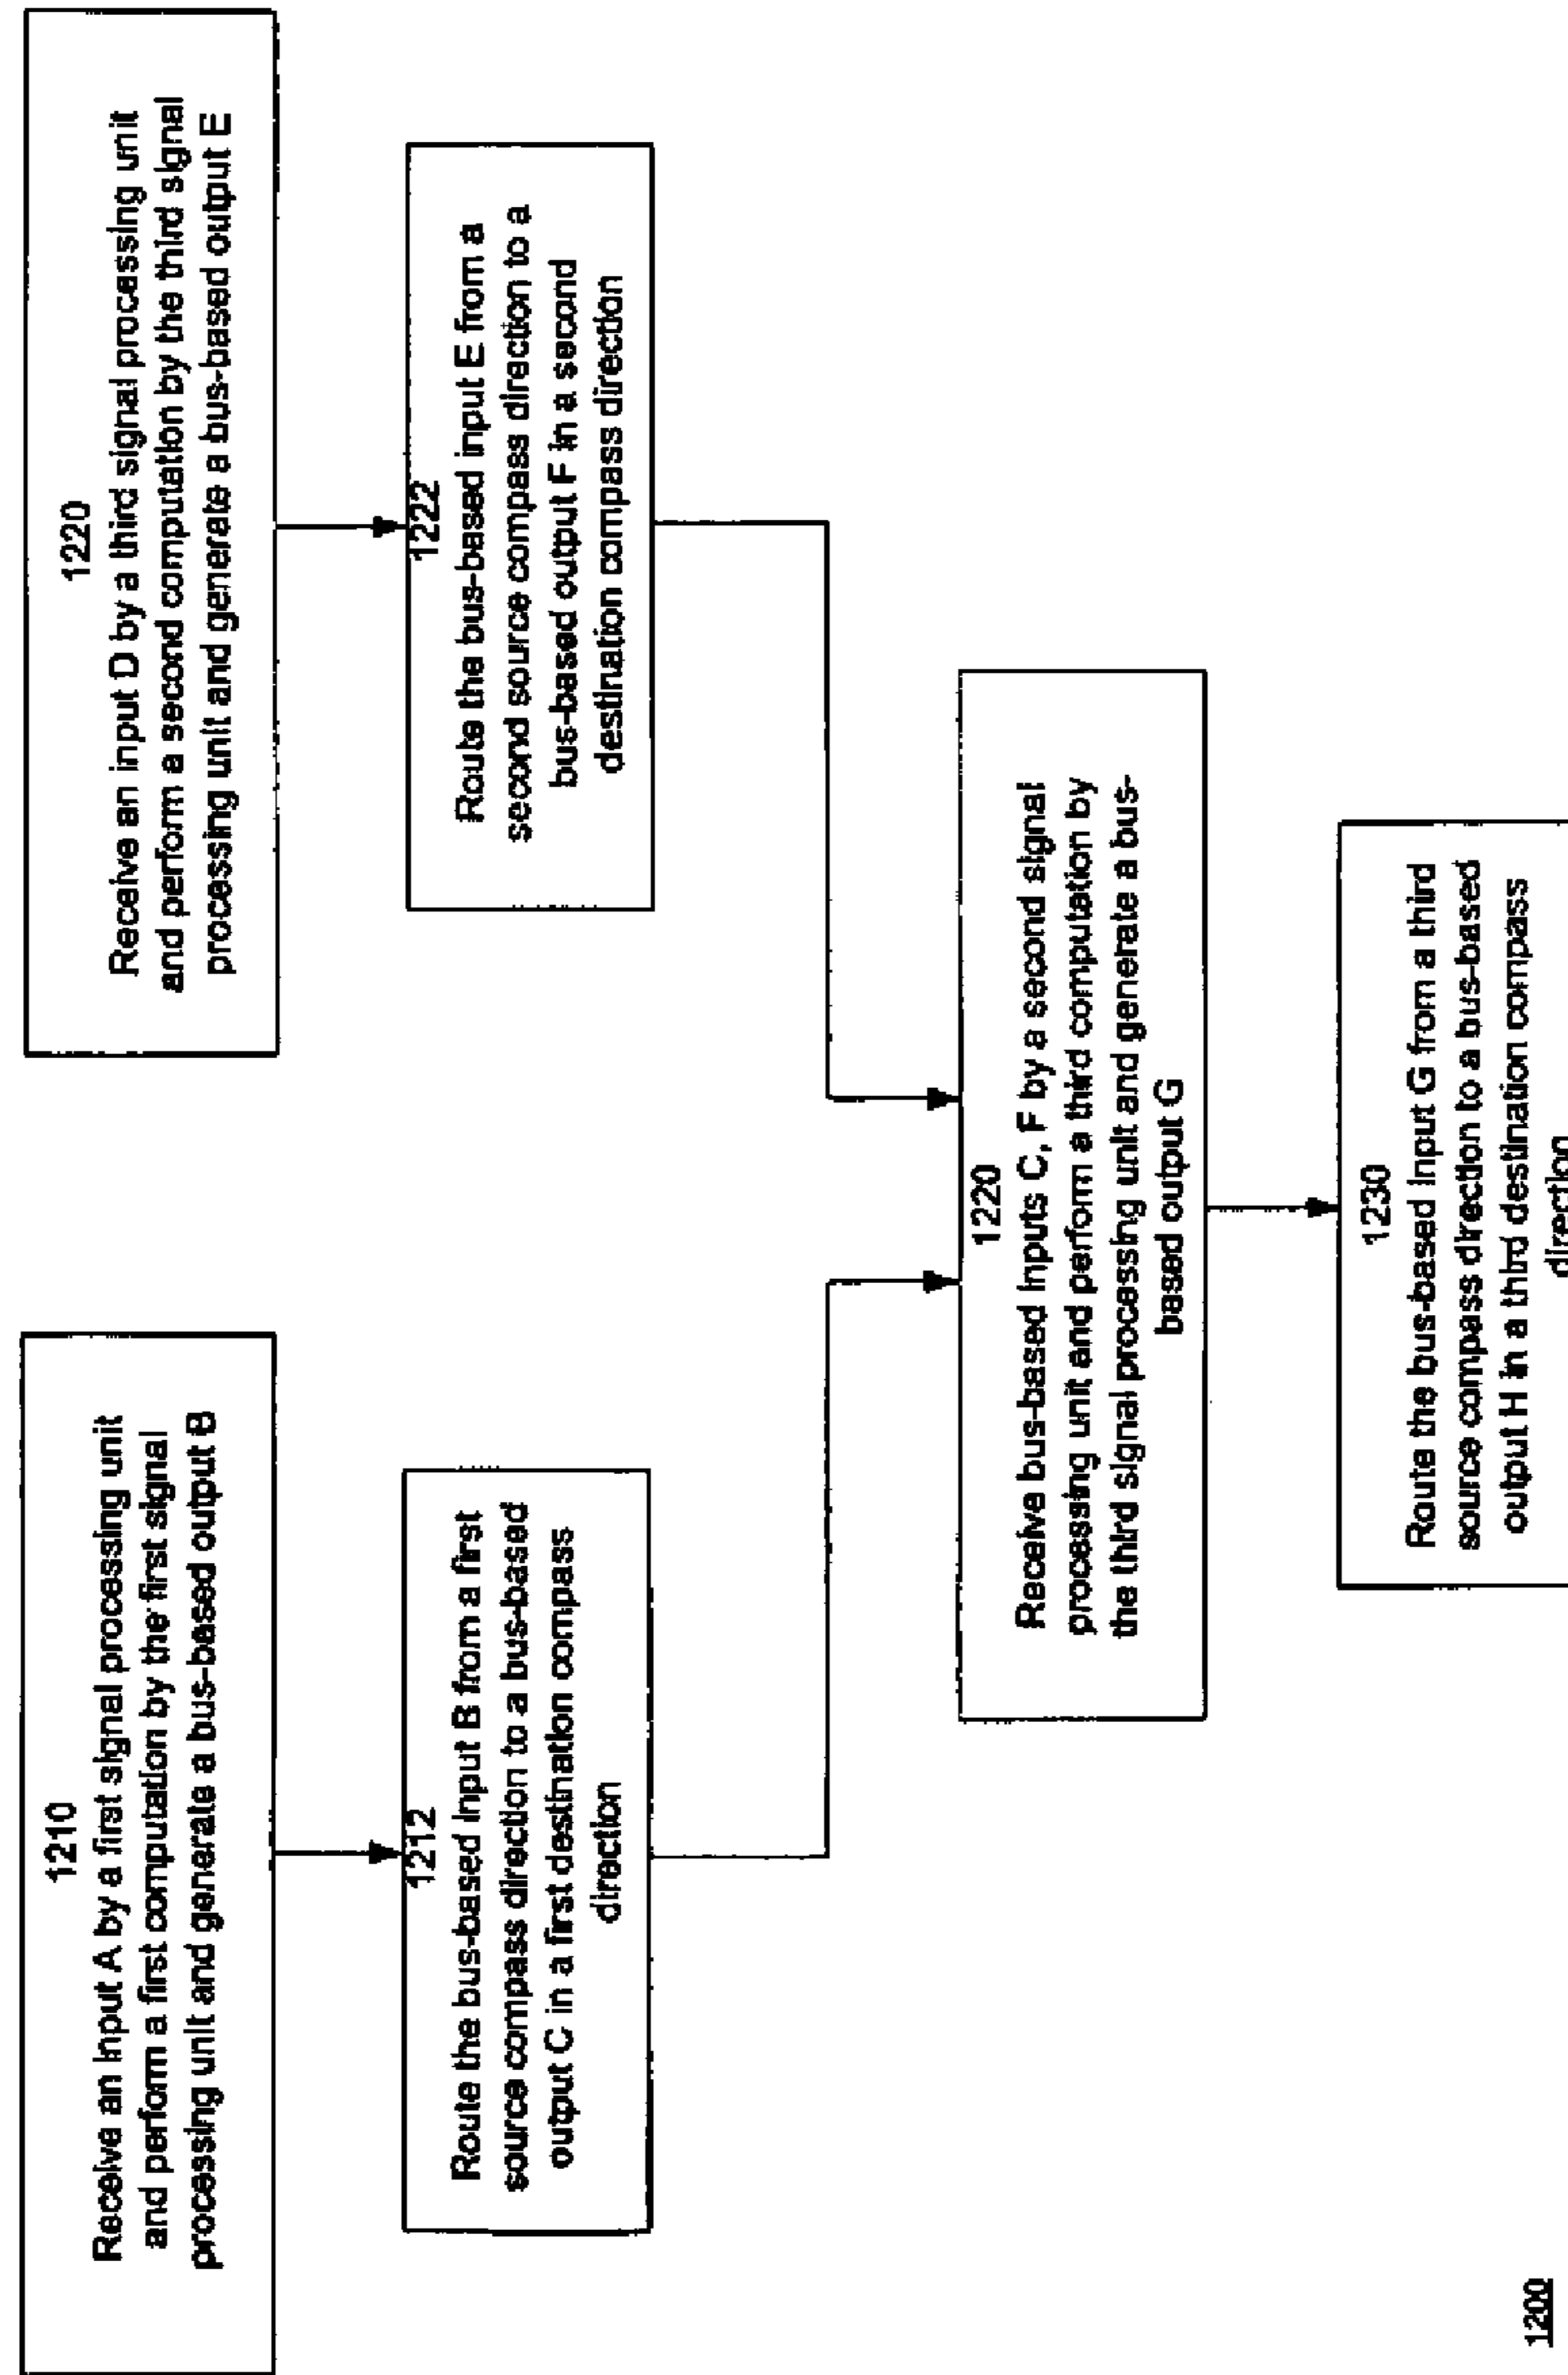 1210
Receive an input A by a first signal processing unit
and perform a first computation by the first signal
processing unit and generate a bus-based output B
1212
Route the bus-based input B from a first
source compass direction to a bus-based
output C in a first destination compass
direction
1220
Receive an input D by a third signal processing unit
and perform a second computation by the third signal
processing unit and generate a bus-based output E
1222
Route the bus-based input E from a
second source compass direction to a
bus-based output F in a second
destination compass direction
1220
Receive bus-based inputs C, F by a second signal
processing unit and perform a third computation by
the third signal processing unit and generate a bus-
based output G
1230
Route the bus-based input G from a third
source compass direction to a bus-based
output H in a third destination compass
direction
1200